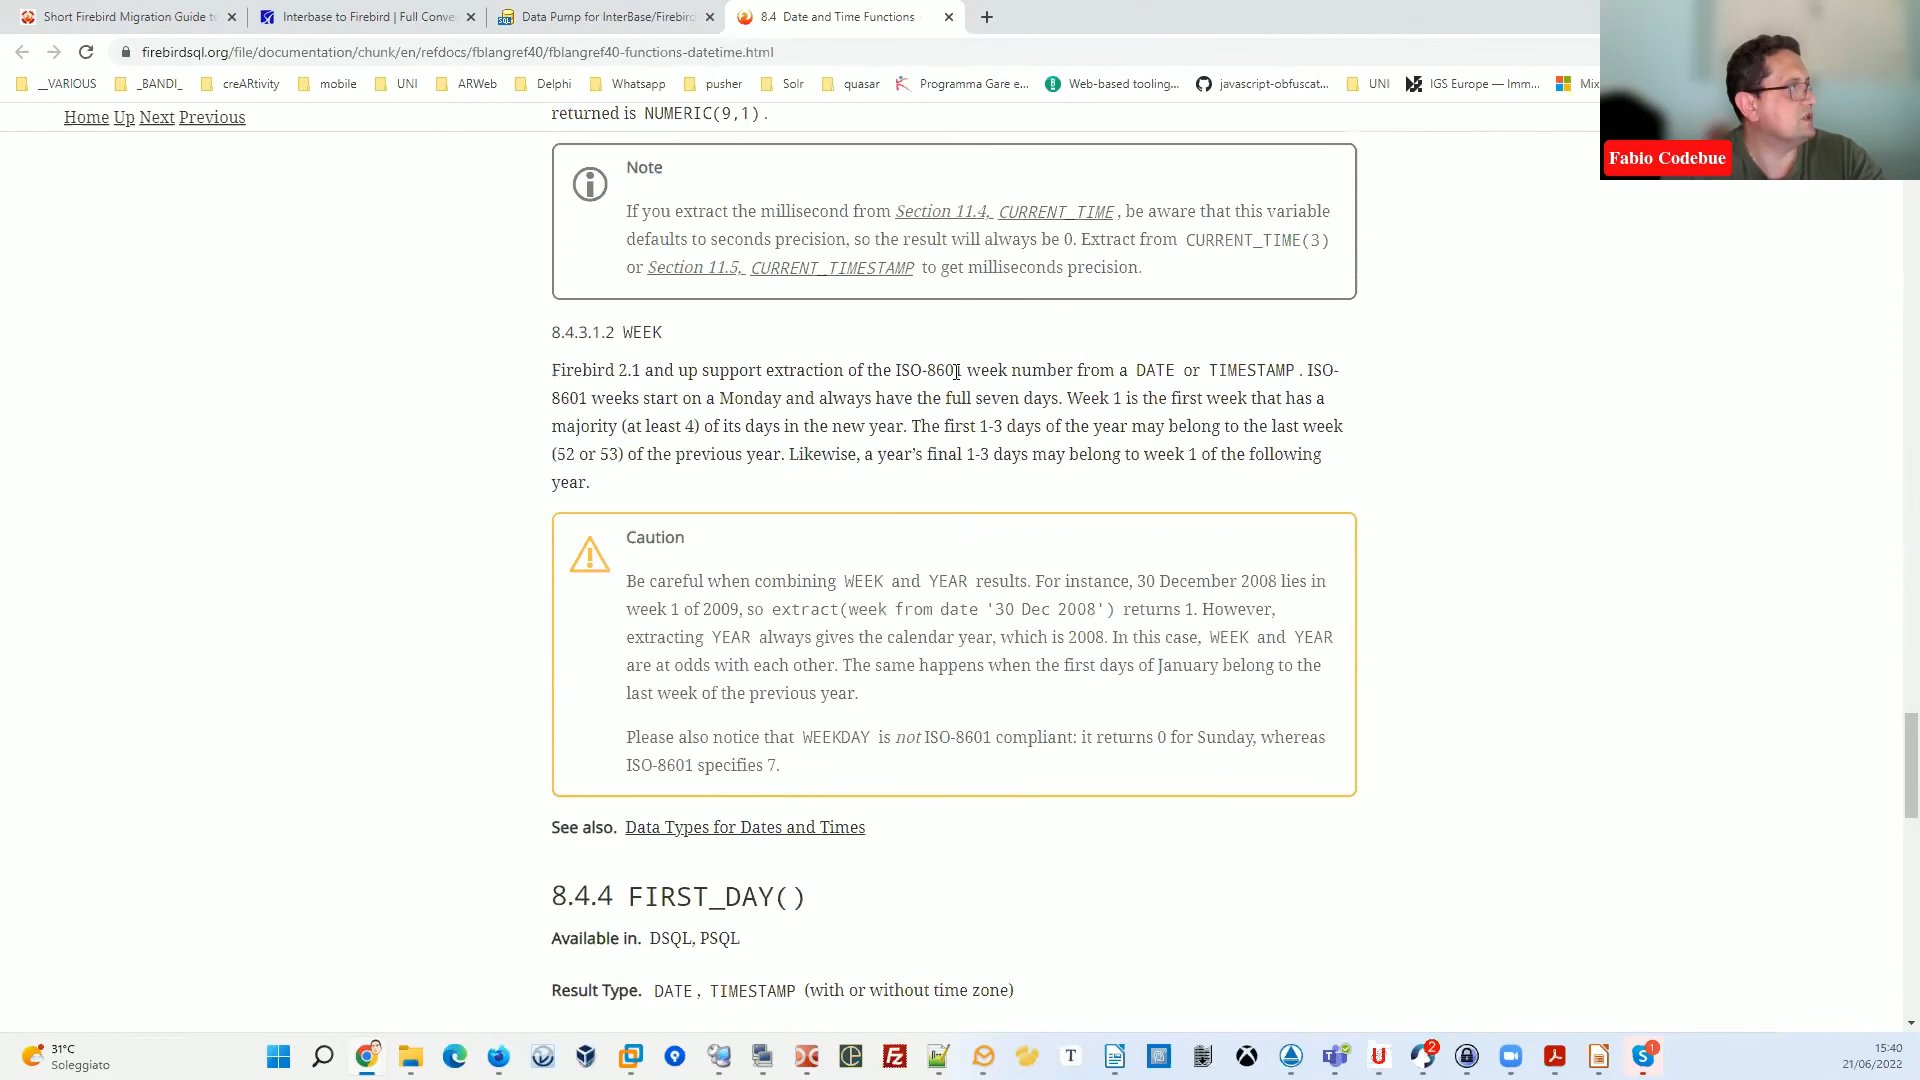 Short Firebird Migration Guide to
Interbase to Firebird | Full Conve
Data Pump for InterBase/Firebird
8.4 Date and Time Functions
firebirdsql.org/file/documentation/chunk/en/refdocs/fblangref40/fblangref40-functions-datetime.html
__VARIOUS
_BANDI_
creARtivity
mobile
UNI
ARWeb
Delphi
Whatsapp
pusher
Solr
quasar
Programma Gare e...
Web-based tooling...
javascript-obfuscat...
UNI
IGS Europe — Imm...
Mix
Home Up Next Previous
returned is NUMERIC(9,1).
Note
If you extract the millisecond from Section 11.4, CURRENT_TIME, be aware that this variable
defaults to seconds precision, so the result will always be 0. Extract from CURRENT_TIME(3)
or Section 11.5, CURRENT_TIMESTAMP to get milliseconds precision.
8.4.3.1.2 WEEK
Firebird 2.1 and up support extraction of the ISO-8601 week number from a DATE or TIMESTAMP. ISO-
8601 weeks start on a Monday and always have the full seven days. Week 1 is the first week that has a
majority (at least 4) of its days in the new year. The first 1-3 days of the year may belong to the last week
(52 or 53) of the previous year. Likewise, a year’s final 1-3 days may belong to week 1 of the following
year.
Caution
Be careful when combining WEEK and YEAR results. For instance, 30 December 2008 lies in
week 1 of 2009, so extract(week from date '30 Dec 2008') returns 1. However,
extracting YEAR always gives the calendar year, which is 2008. In this case, WEEK and YEAR
are at odds with each other. The same happens when the first days of January belong to the
last week of the previous year.
Please also notice that WEEKDAY is not ISO-8601 compliant: it returns 0 for Sunday, whereas
ISO-8601 specifies 7.
See also. Data Types for Dates and Times
8.4.4 FIRST_DAY()
Available in. DSQL, PSQL
Result Type. DATE, TIMESTAMP (with or without time zone)
Fabio Codebue
31°C
Soleggiato
2
1
15:40
21/06/2022